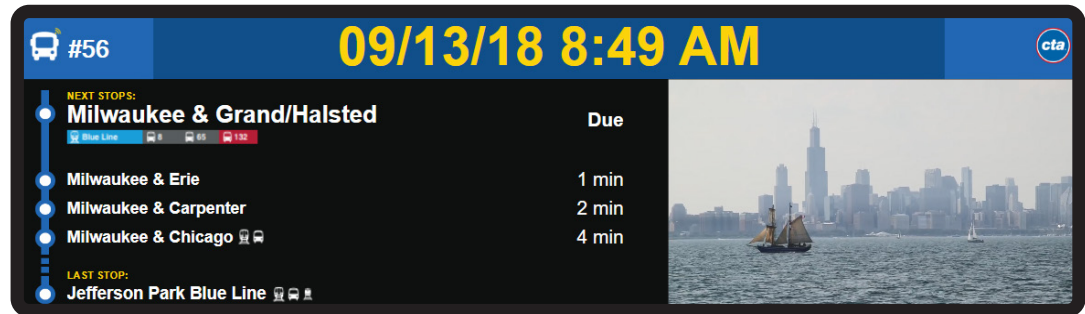 #56
09/13/18 8:49 AM
cta
NEXT STOPS:
Milwaukee & Grand/Halsted Due
Blue Line 8 65 132
Milwaukee & Erie 1 min
Milwaukee & Carpenter 2 min
Milwaukee & Chicago 4 min
LAST STOP:
Jefferson Park Blue Line